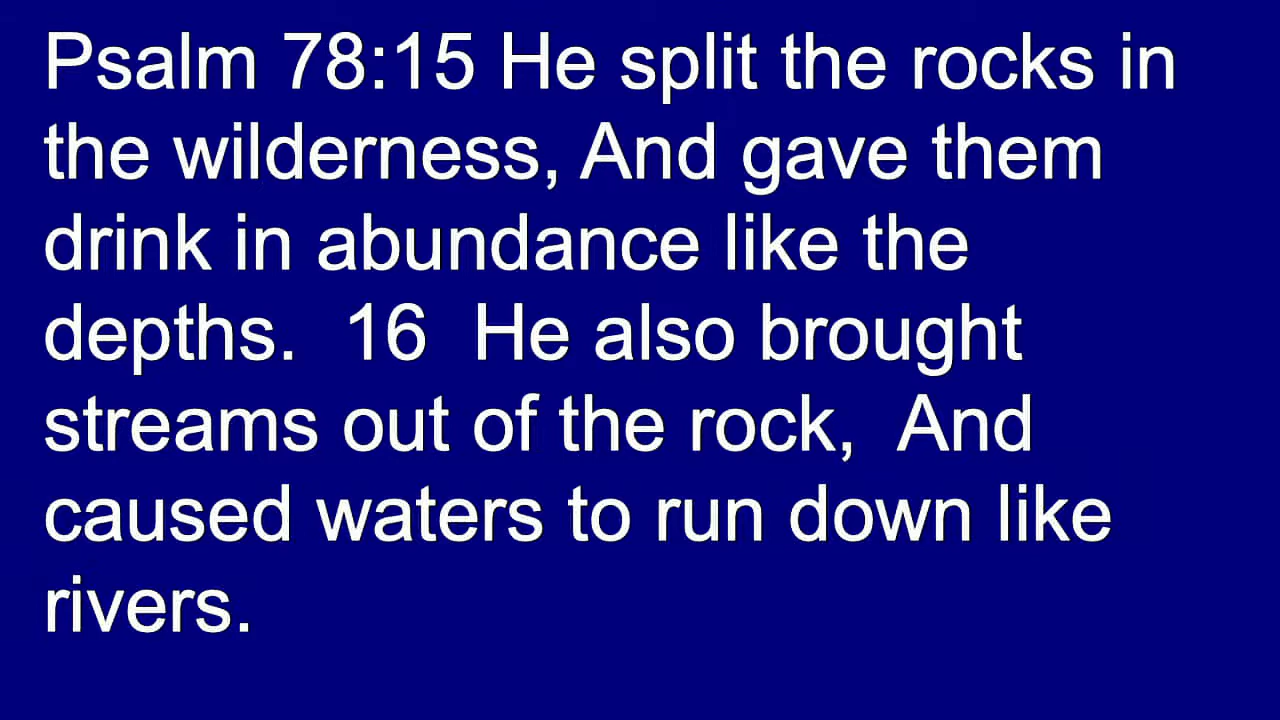 Psalm 78:15 He split the rocks in
the wilderness, And gave them
drink in abundance like the
depths.  16  He also brought
streams out of the rock,  And
caused waters to run down like
rivers.